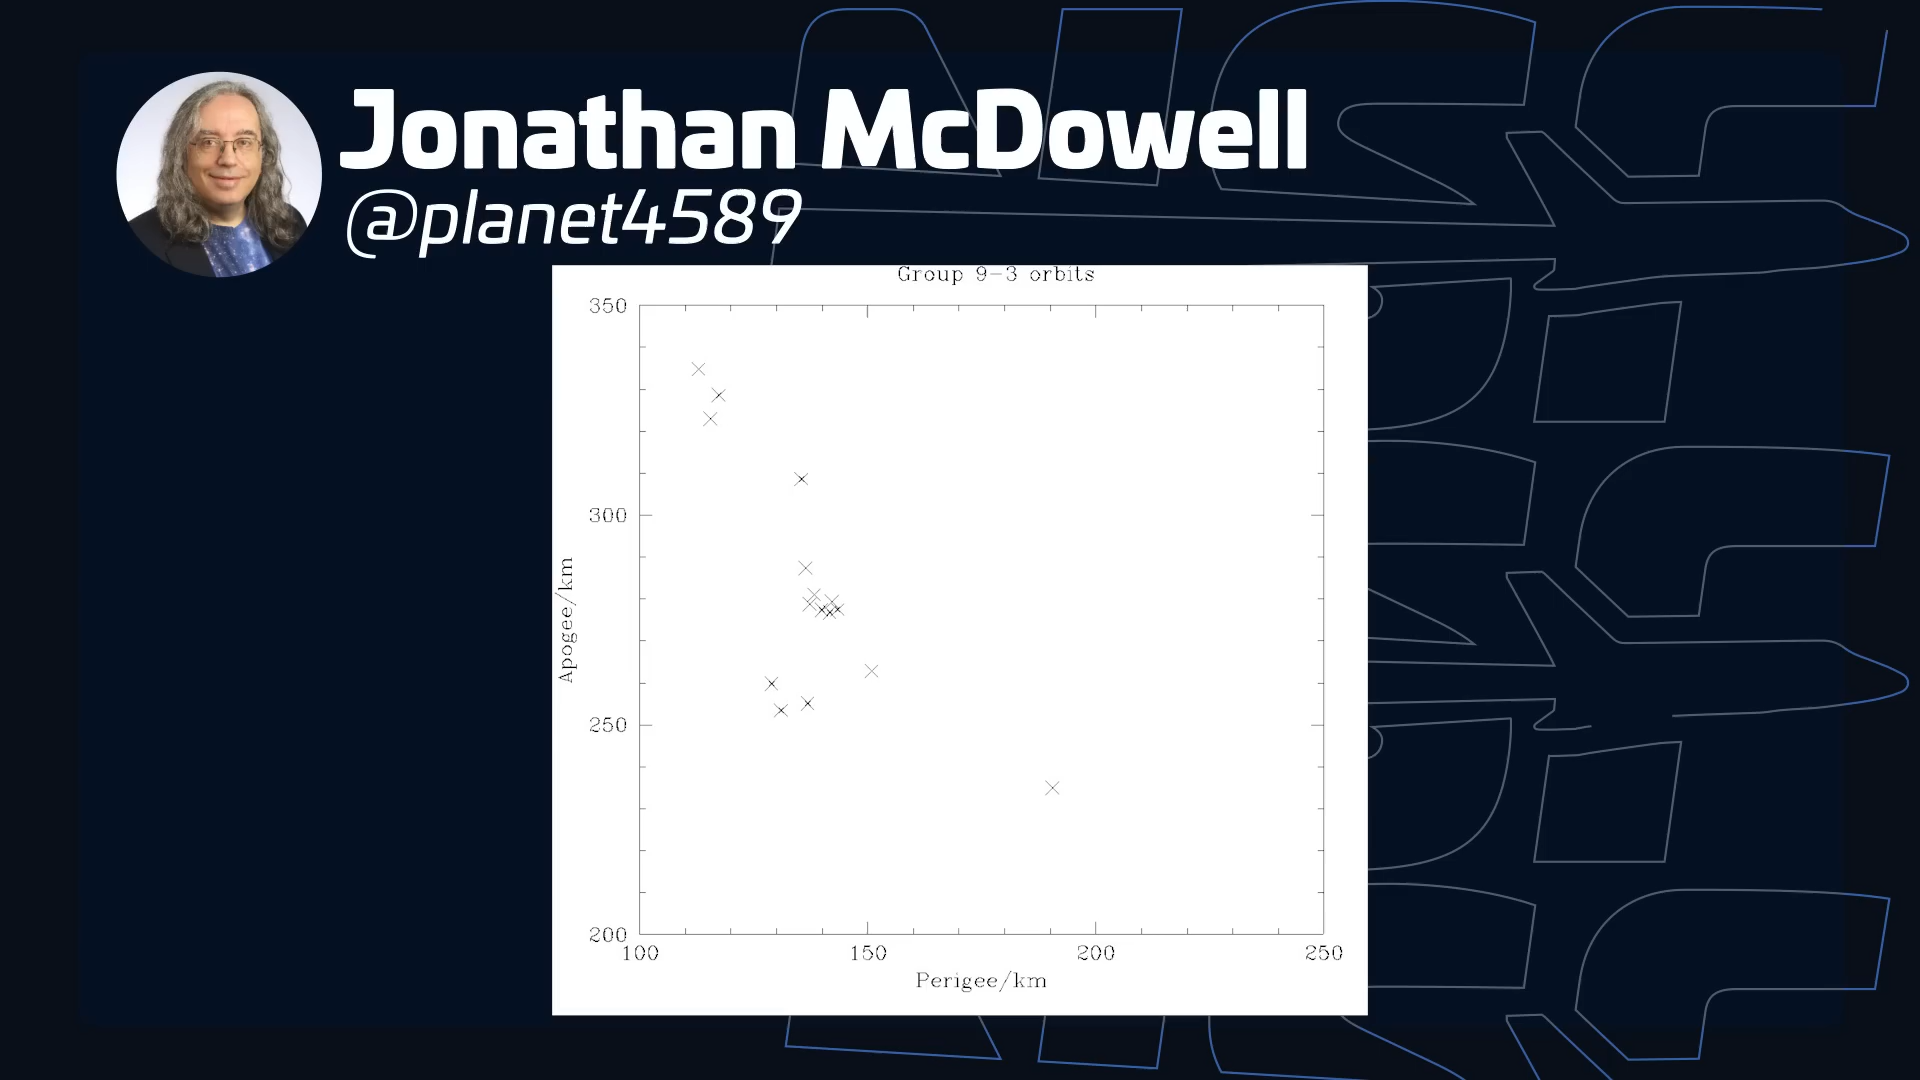 Jonathan McDowell
@planet4589
Group 9-3 orbits
350
300
250
200
Apogee/km
100 150 200 250
Perigee/km